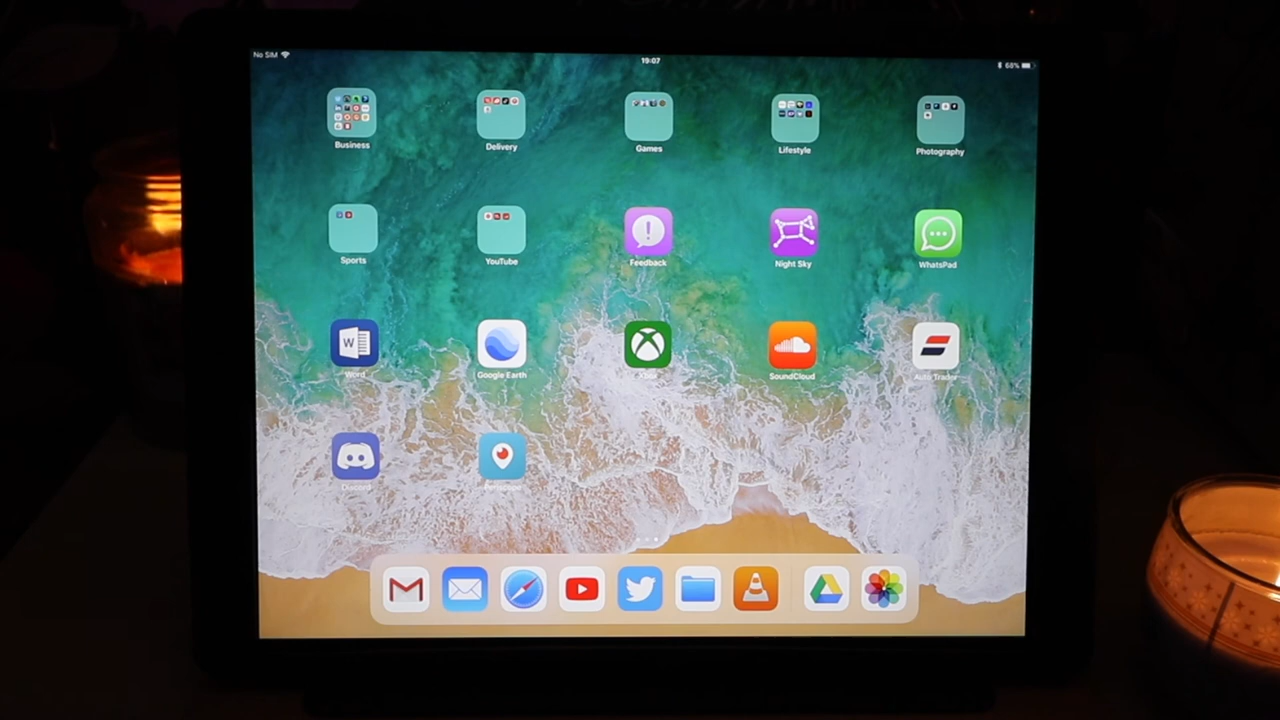 No SIM
19:07
68%
Business
Delivery
Games
Lifestyle
Photography
Sports
YouTube
Feedback
Night Sky
WhatsPad
Word
Google Earth
Xbox
SoundCloud
Auto Trader
Discord
W